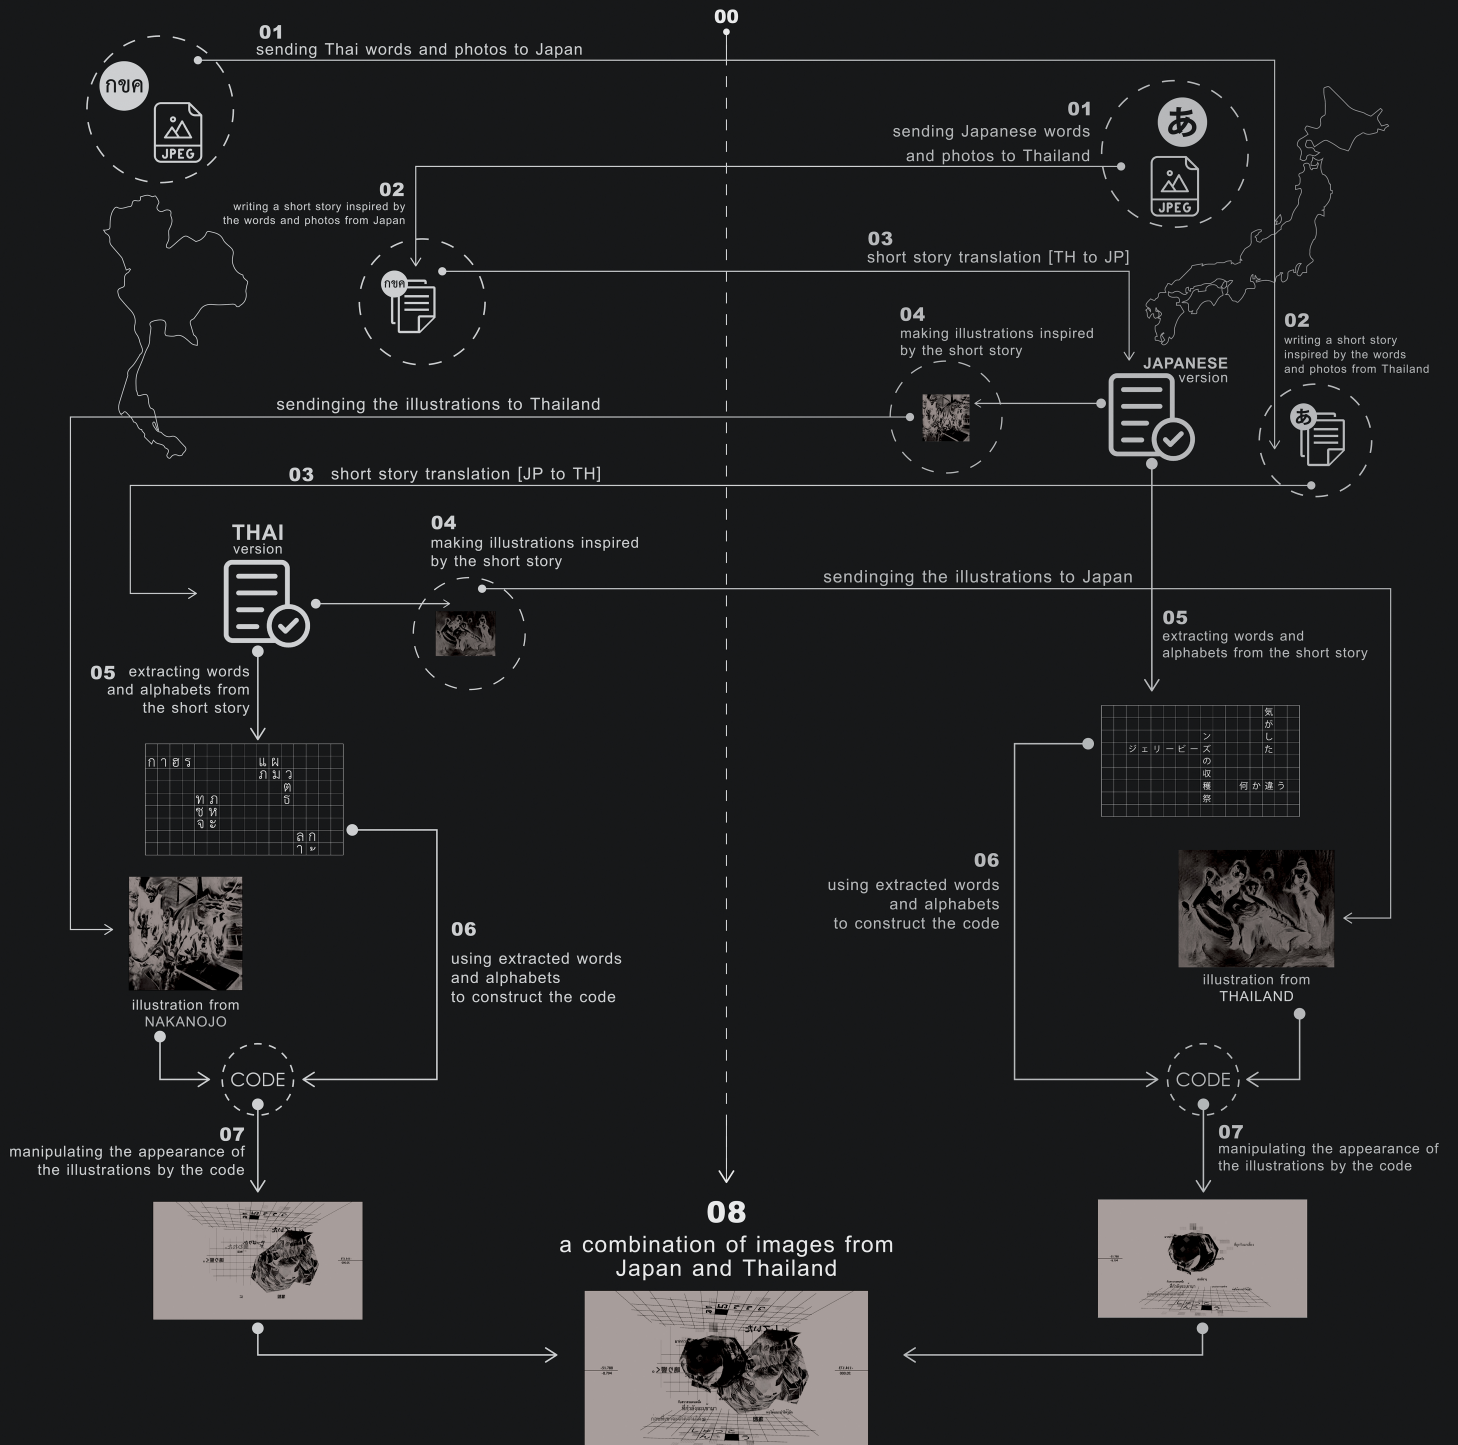 00
01
sending Thai words and photos to Japan
กขค
JPEG
01
sending Japanese words
and photos to Thailand
あ
JPEG
02
writing a short story inspired by
the words and photos from Japan
กขค
03
short story translation [TH to JP]
04
making illustrations inspired
by the short story
JAPANESE
version
02
writing a short story
inspired by the words
and photos from Thailand
あ
sendinging the illustrations to Thailand
03 short story translation [JP to TH]
THAI
version
04
making illustrations inspired
by the short story
sendinging the illustrations to Japan
05
extracting words and
alphabets from the short story
05 extracting words
and alphabets from
the short story
กาฮร
แผ
ภมว
ต
ธ
ทภ
ซห
จะ
ลก
าะ
気がした
ジェリービー
ンズの収穫祭
何か違う
06
using extracted words
and alphabets
to construct the code
illustration from
NAKANOJO
06
using extracted words
and alphabets
to construct the code
illustration from
THAILAND
CODE
CODE
07
manipulating the appearance of
the illustrations by the code
07
manipulating the appearance of
the illustrations by the code
08
a combination of images from
Japan and Thailand